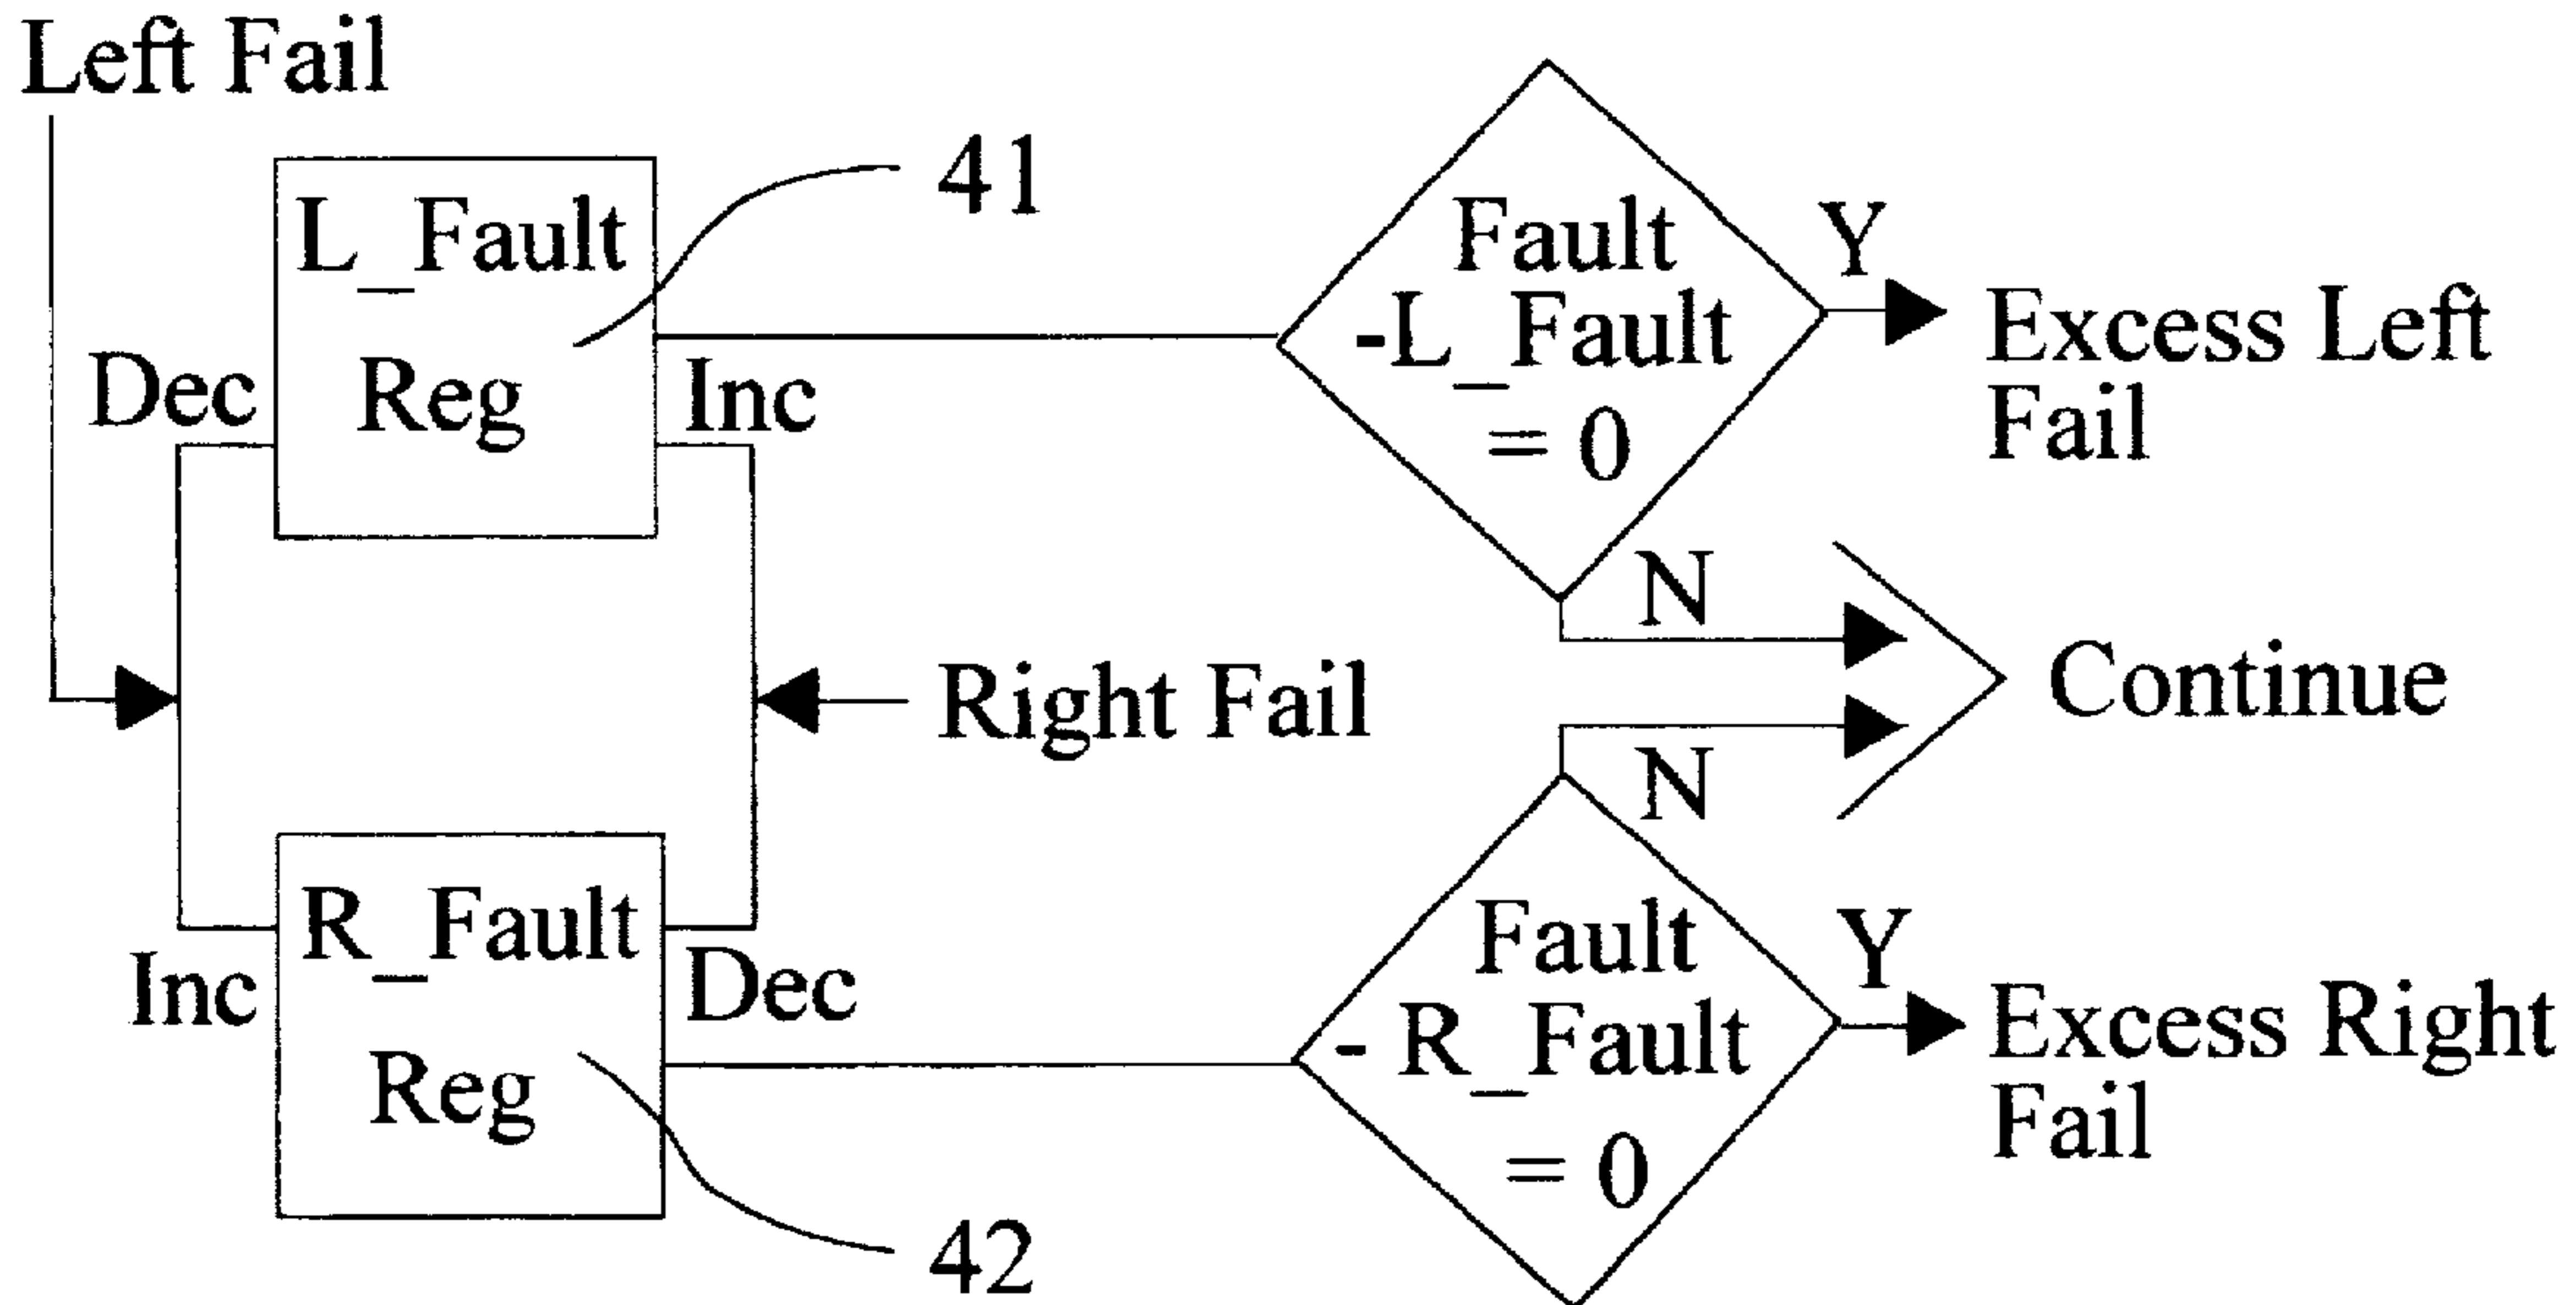 Left Fail
L_Fault
Reg
41
Dec
Inc
Fault
-L_Fault
= 0
Y
Excess Left
Fail
N
Right Fail
Continue
N
R_Fault
Reg
Inc
Dec
42
Fault
- R_Fault
= 0
Y
Excess Right
Fail